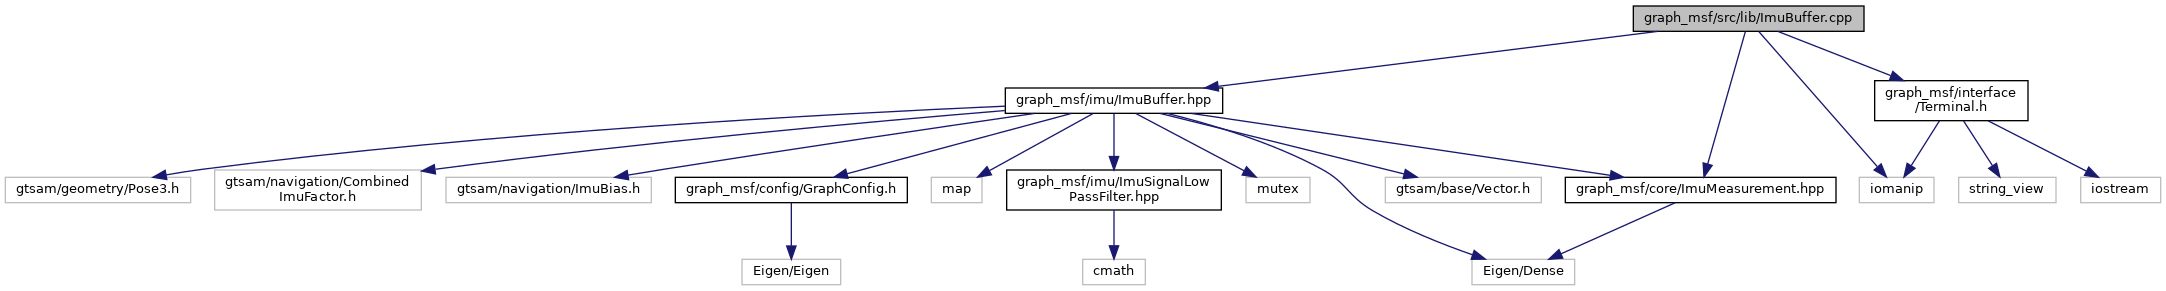 graph_msf/src/lib/ImuBuffer.cpp
graph_msf/imu/ImuBuffer.hpp
graph_msf/interface
/Terminal.h
gtsam/geometry/Pose3.h
gtsam/navigation/Combined
ImuFactor.h
gtsam/navigation/ImuBias.h
graph_msf/config/GraphConfig.h
map
graph_msf/imu/ImuSignalLow
PassFilter.hpp
mutex
gtsam/base/Vector.h
graph_msf/core/ImuMeasurement.hpp
iomanip
string_view
iostream
Eigen/Eigen
cmath
Eigen/Dense